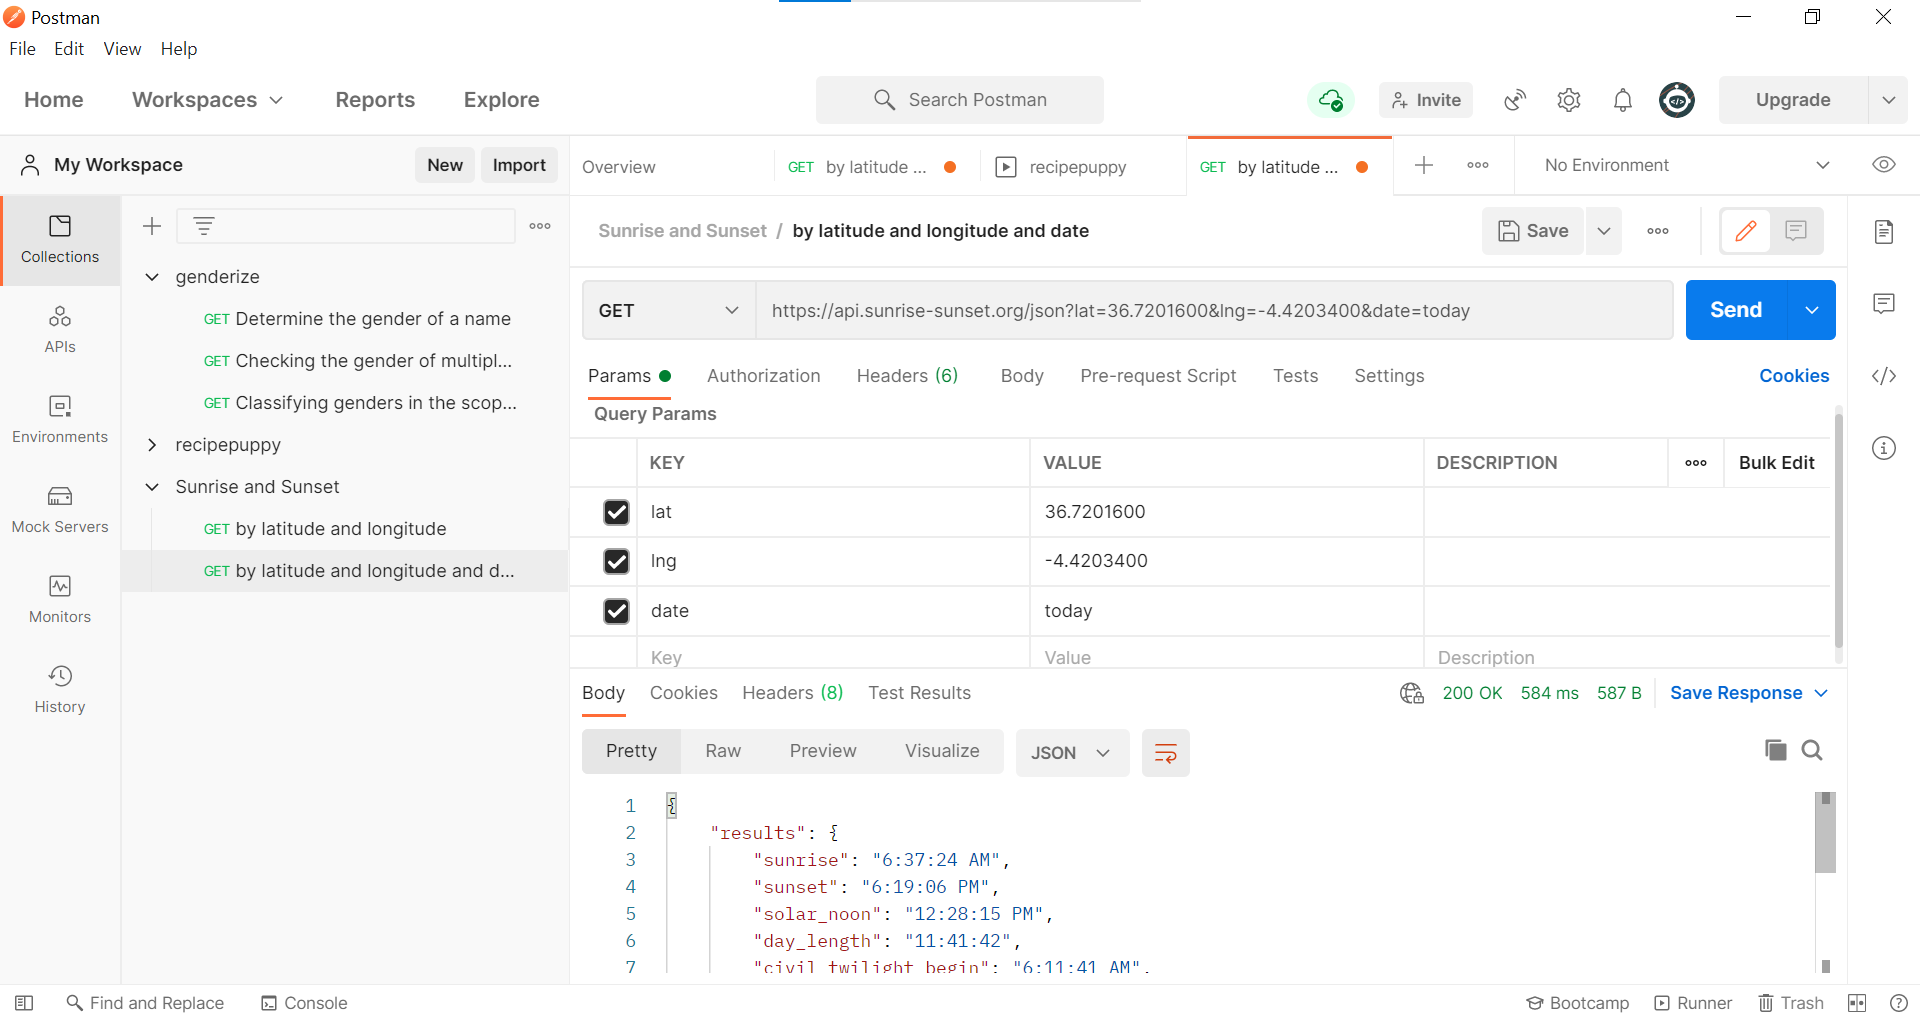 Postman
File Edit View Help
Home Workspaces Reports Explore Search Postman Invite Upgrade
My Workspace New Import Overview GET by latitude ... recipepuppy GET by latitude ... No Environment
Sunrise and Sunset / by latitude and longitude and date Save
Collections
APIs
Environments
Mock Servers
Monitors
History
genderize
GET Determine the gender of a name
GET Checking the gender of multipl...
GET Classifying genders in the scop...
recipepuppy
Sunrise and Sunset
GET by latitude and longitude
GET by latitude and longitude and d...
GET https://api.sunrise-sunset.org/json?lat=36.7201600&lng=-4.4203400&date=today Send
Params Authorization Headers (6) Body Pre-request Script Tests Settings Cookies
Query Params
KEY VALUE DESCRIPTION Bulk Edit
lat 36.7201600
lng -4.4203400
date today
Key Value Description
Body Cookies Headers (8) Test Results 200 OK 584 ms 587 B Save Response
Pretty Raw Preview Visualize JSON
1 {
2 "results": {
3 "sunrise": "6:37:24 AM",
4 "sunset": "6:19:06 PM",
5 "solar_noon": "12:28:15 PM",
6 "day_length": "11:41:42",
7 "civil_twilight_begin": "6:11:41 AM",
Find and Replace Console Bootcamp Runner Trash